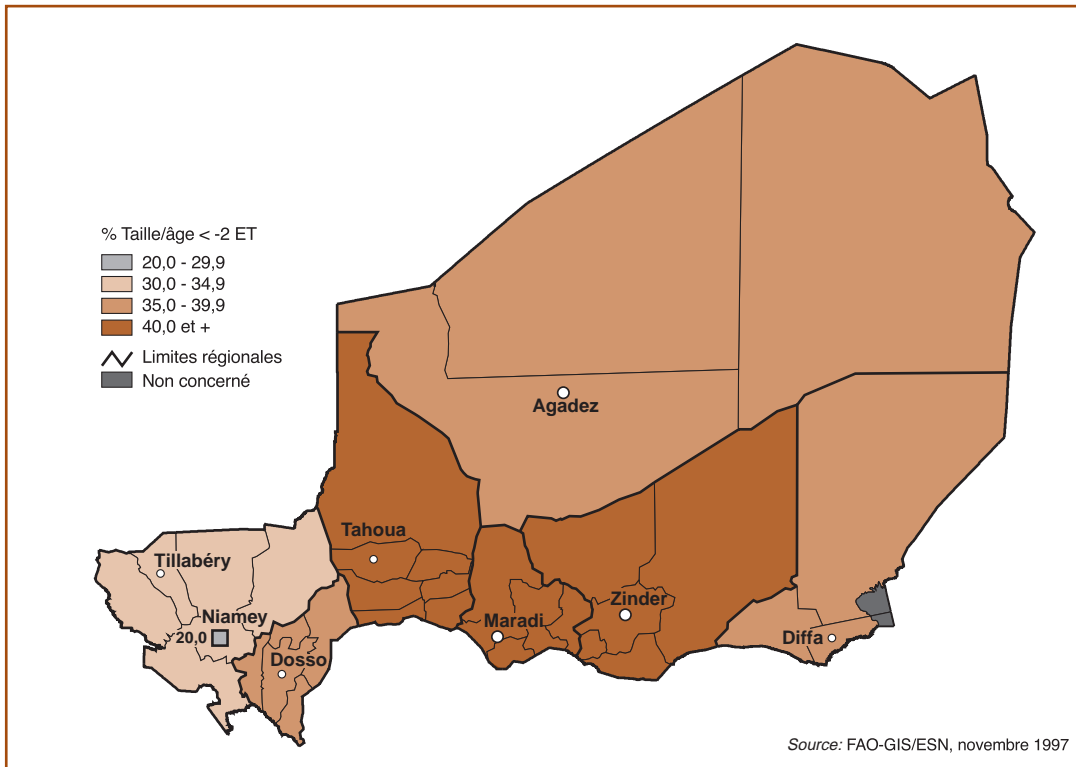 % Taille/âge < -2 ET
20,0 - 29,9
30,0 - 34,9
35,0 - 39,9
40,0 et +
Limites régionales
Non concerné
Agadez
Tahoua
Tillabéry
Niamey
20,0
Dosso
Maradi
Zinder
Diffa
Source: FAO-GIS/ESN, novembre 1997